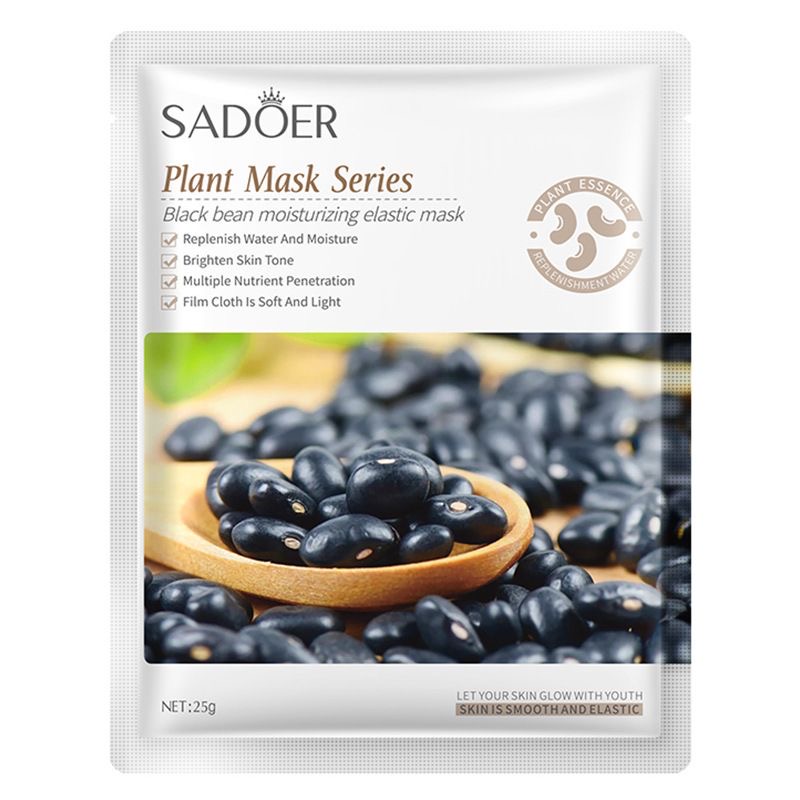 SADOER
Plant Mask Series
Black bean moisturizing elastic mask
Replenish Water And Moisture
Brighten Skin Tone
Multiple Nutrient Penetration
Film Cloth Is Soft And Light
PLANT ESSENCE
REPLENISHMENT WATER
NET:25g
LET YOUR SKIN GLOW WITH YOUTH
SKIN IS SMOOTH AND ELASTIC